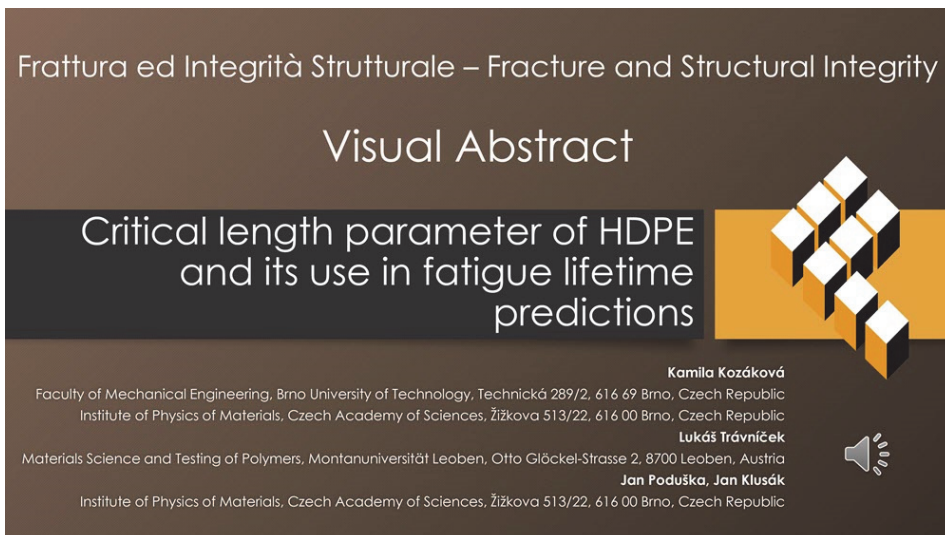 Frattura ed Integrità Strutturale – Fracture and Structural Integrity
Visual Abstract
Critical length parameter of HDPE
and its use in fatigue lifetime
predictions
Kamila Kozáková
Faculty of Mechanical Engineering, Brno University of Technology, Technická 289/2, 616 69 Brno, Czech Republic
Institute of Physics of Materials, Czech Academy of Sciences, Žižkova 513/22, 616 00 Brno, Czech Republic
Lukáš Trávníček
Materials Science and Testing of Polymers, Montanuniversität Leoben, Otto Glöckel-Strasse 2, 8700 Leoben, Austria
Jan Poduška, Jan Klusák
Institute of Physics of Materials, Czech Academy of Sciences, Žižkova 513/22, 616 00 Brno, Czech Republic